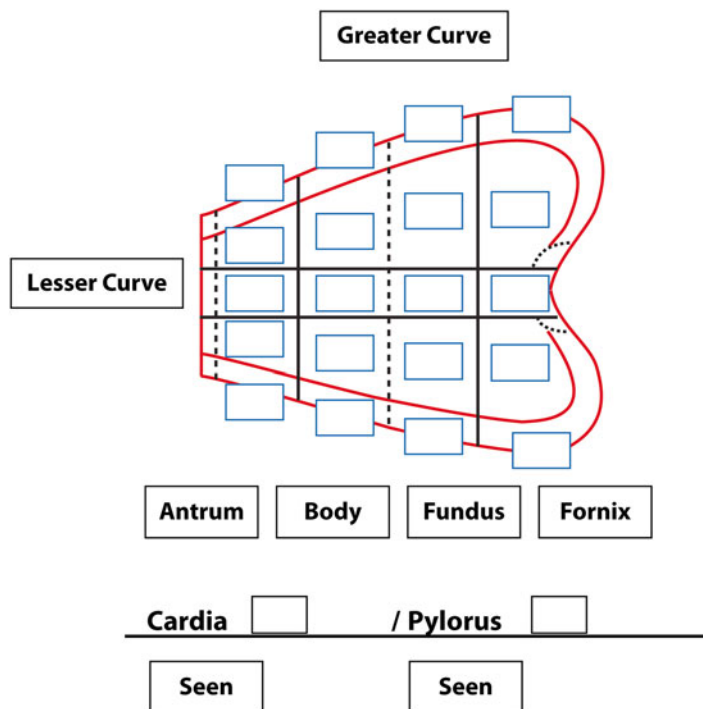 Greater Curve
Lesser Curve
Antrum Body Fundus Fornix
Cardia / Pylorus
Seen Seen